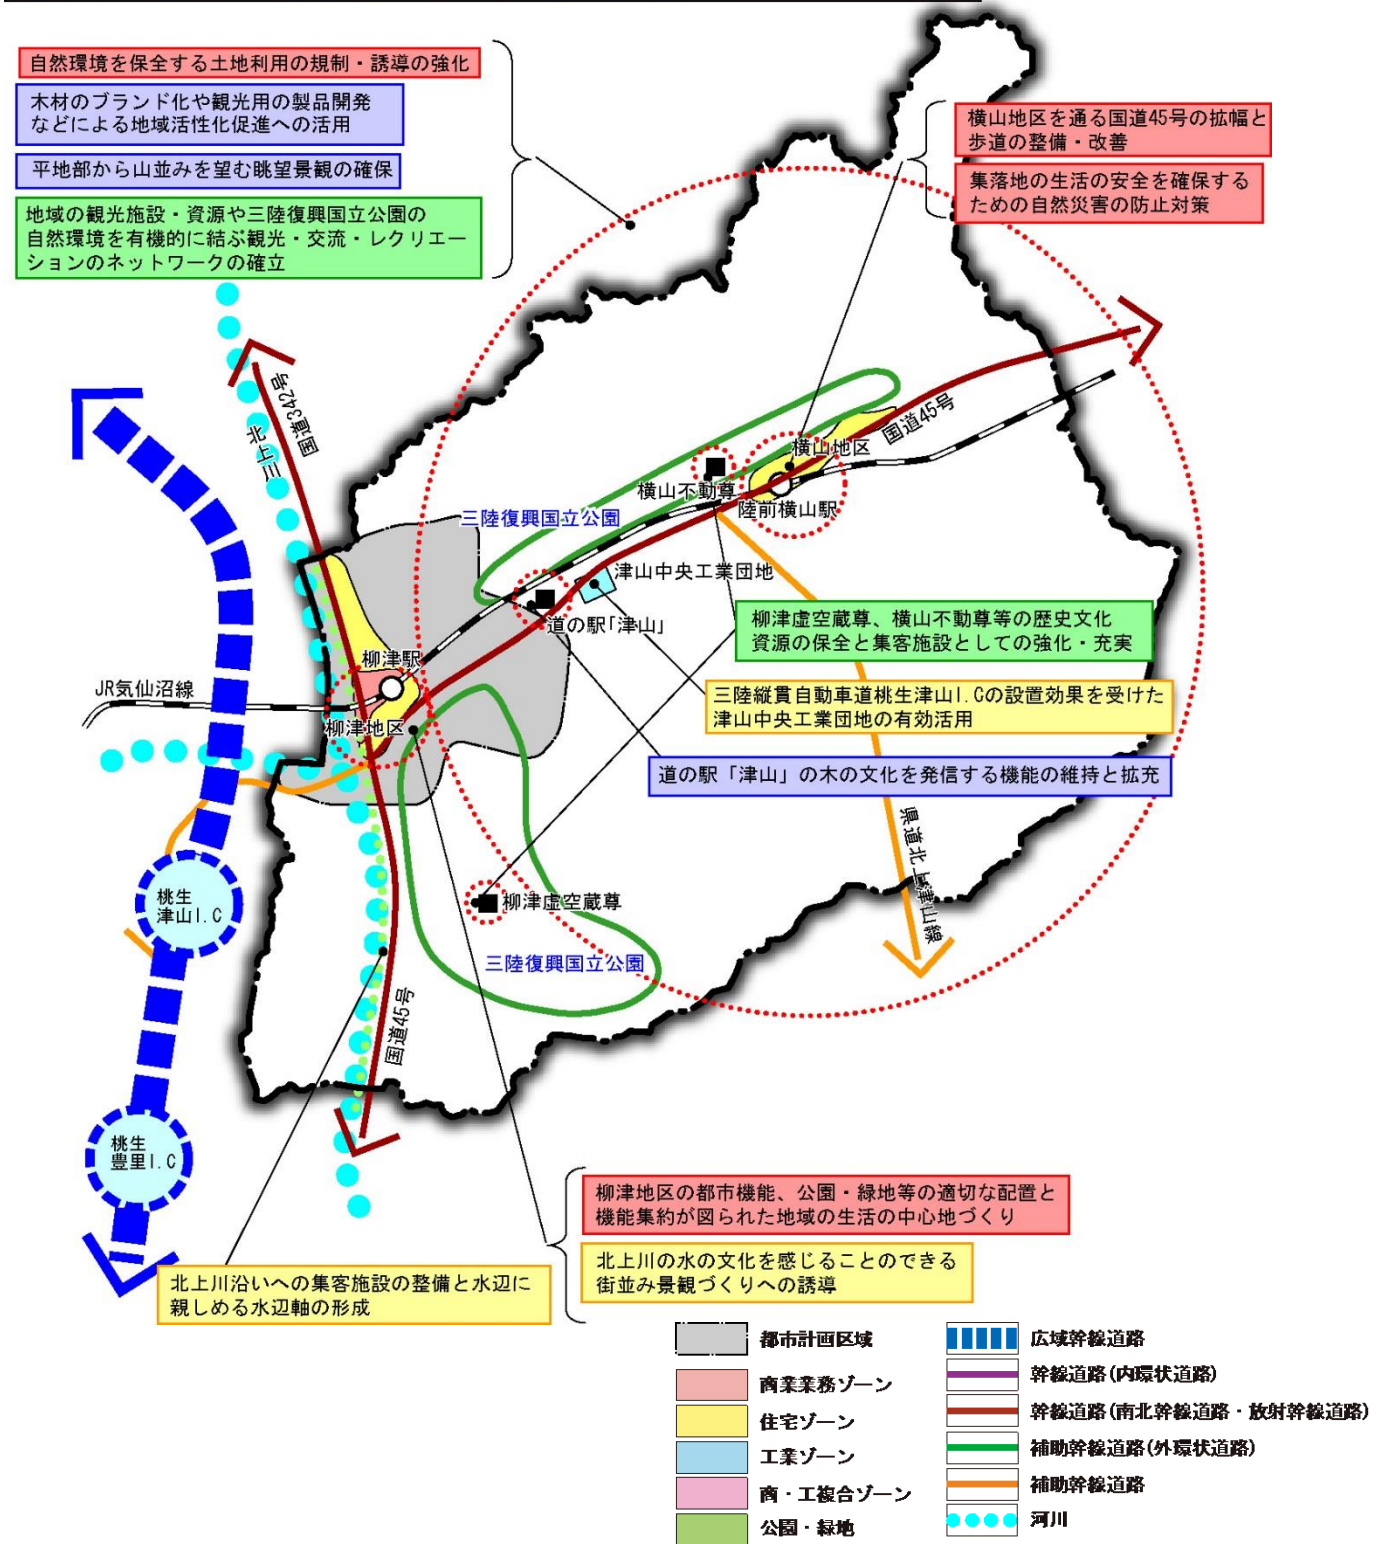 自然環境を保全する土地利用の規制・誘導の強化
木材のブランド化や観光用の製品開発
などによる地域活性化促進への活用
平地部から山並みを望む眺望景観の確保
地域の観光施設・資源や三陸復興国立公園の
自然環境を有機的に結ぶ観光・交流・レクリエー
ションのネットワークの確立
横山地区を通る国道45号の拡幅と
歩道の整備・改善
集落地の生活の安全を確保する
ための自然災害の防止対策
国道342号
北上川
国道45号
横山地区
横山不動尊
陸前横山駅
三陸復興国立公園
津山中央工業団地
道の駅「津山」
柳津虚空蔵尊、横山不動尊等の歴史文化
資源の保全と集客施設としての強化・充実
柳津駅
JR気仙沼線
柳津地区
三陸縦貫自動車道桃生津山I.Cの設置効果を受けた
津山中央工業団地の有効活用
道の駅「津山」の木の文化を発信する機能の維持と拡充
県道北上津山線
桃生
津山I.C
柳津虚空蔵尊
三陸復興国立公園
国道45号
桃生
豊里I.C
柳津地区の都市機能、公園・緑地等の適切な配置と
機能集約が図られた地域の生活の中心地づくり
北上川の水の文化を感じることのできる
街並み景観づくりへの誘導
北上川沿いへの集客施設の整備と水辺に
親しめる水辺軸の形成
都市計画区域
商業業務ゾーン
住宅ゾーン
工業ゾーン
商・工複合ゾーン
公園・緑地
広域幹線道路
幹線道路(内環状道路)
幹線道路(南北幹線道路・放射幹線道路)
補助幹線道路(外環状道路)
補助幹線道路
河川